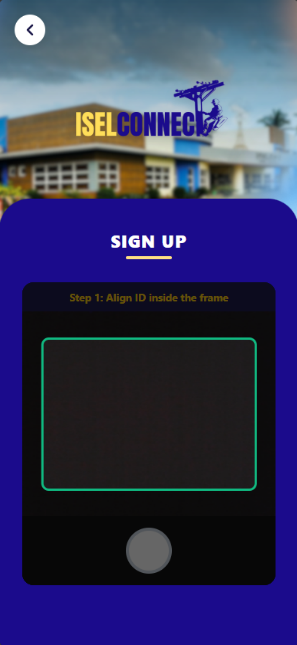 ISELCONNECT
SIGN UP
Step 1: Align ID inside the frame